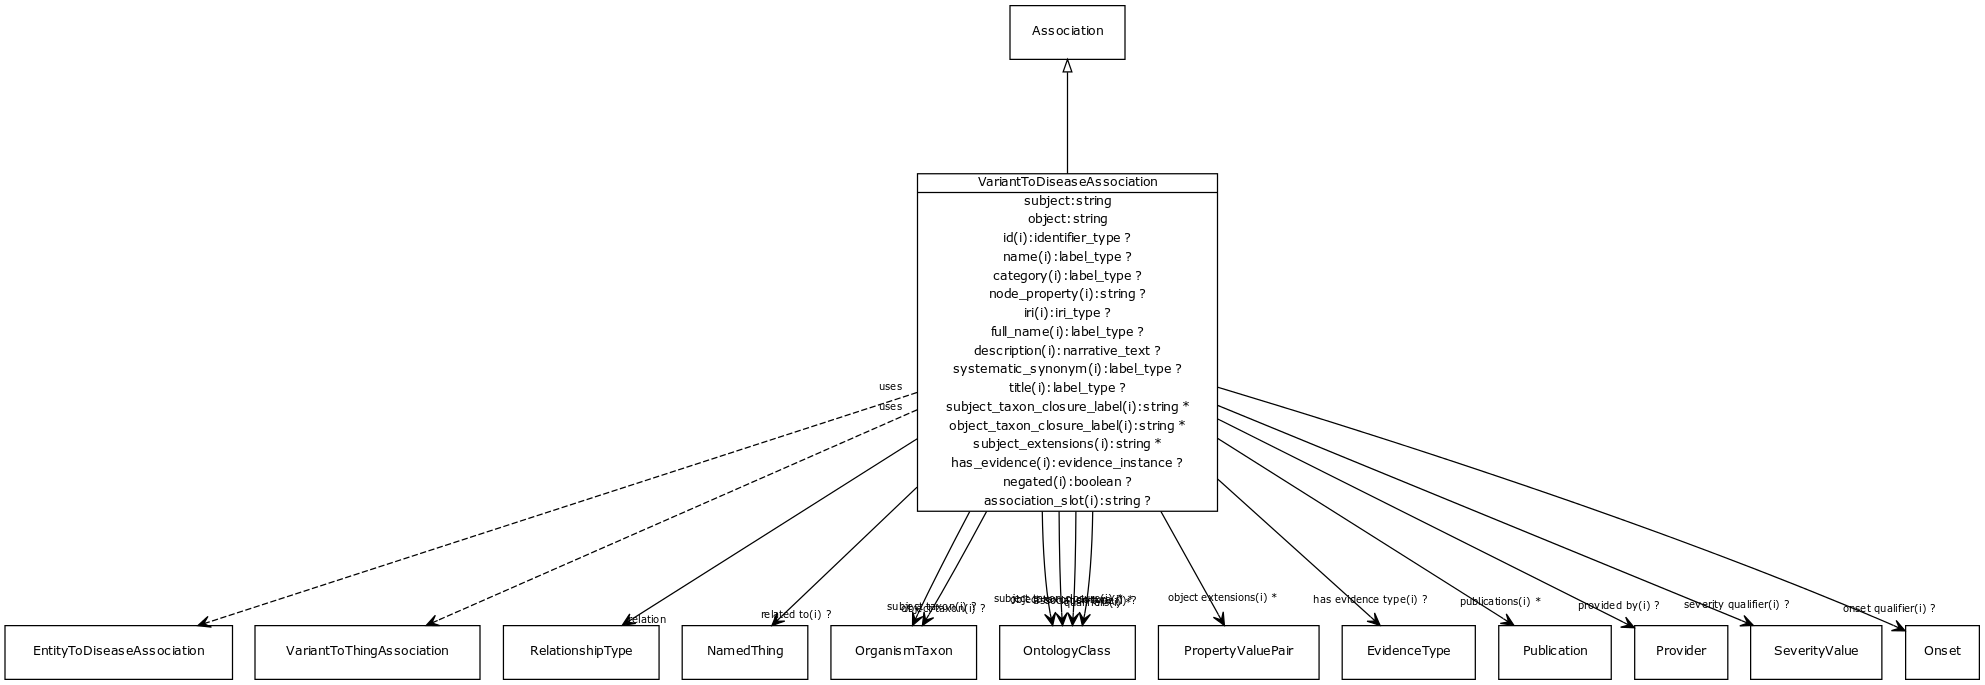 Association
VariantToDiseaseAssociation
subject:string
object:string
id(i):identifier_type ?
name(i):label_type ?
category(i):label_type ?
node_property(i):string ?
iri(i):iri_type ?
full_name(i):label_type ?
description(i):narrative_text ?
systematic_synonym(i):label_type ?
title(i):label_type ?
subject_taxon_closure_label(i):string *
object_taxon_closure_label(i):string *
subject_extensions(i):string *
has_evidence(i):evidence_instance ?
negated(i):boolean ?
association_slot(i):string ?
uses
uses
relation
related to(i) ?
subject taxon(i) ?
object taxon(i) ?
object extensions(i) *
has evidence type(i) ?
publications(i) *
provided by(i) ?
severity qualifier(i) ?
onset qualifier(i) ?
EntityToDiseaseAssociation
VariantToThingAssociation
RelationshipType
NamedThing
OrganismTaxon
OntologyClass
PropertyValuePair
EvidenceType
Publication
Provider
SeverityValue
Onset